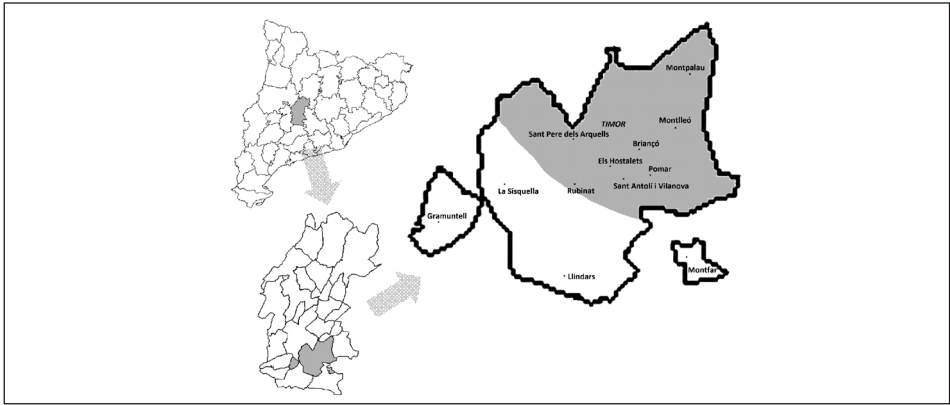 Montpalau
TIMOR
Montlleó
Sant Pere dels Arquells
Briançó
Els Hostalets
Pomar
La Sisquella
Rubinat
Sant Antolí i Vilanova
Gramuntell
Montfar
Llindars